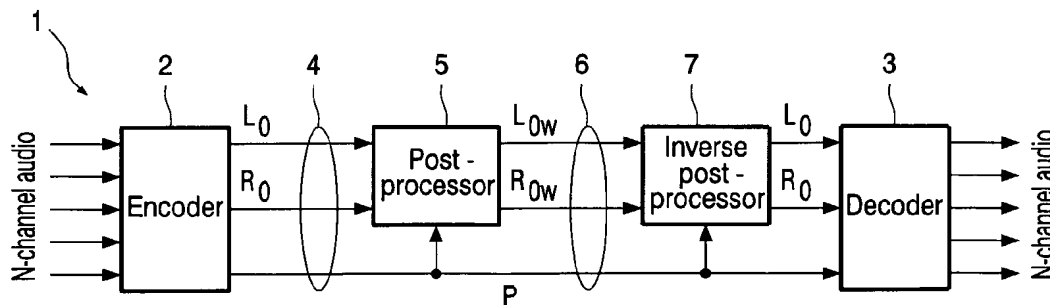 1
2
4
5
6
7
3
N-channel audio
Encoder
L0
R0
Post -
processor
L0w
R0w
Inverse
post-
processor
L0
R0
Decoder
N-channel audio
P